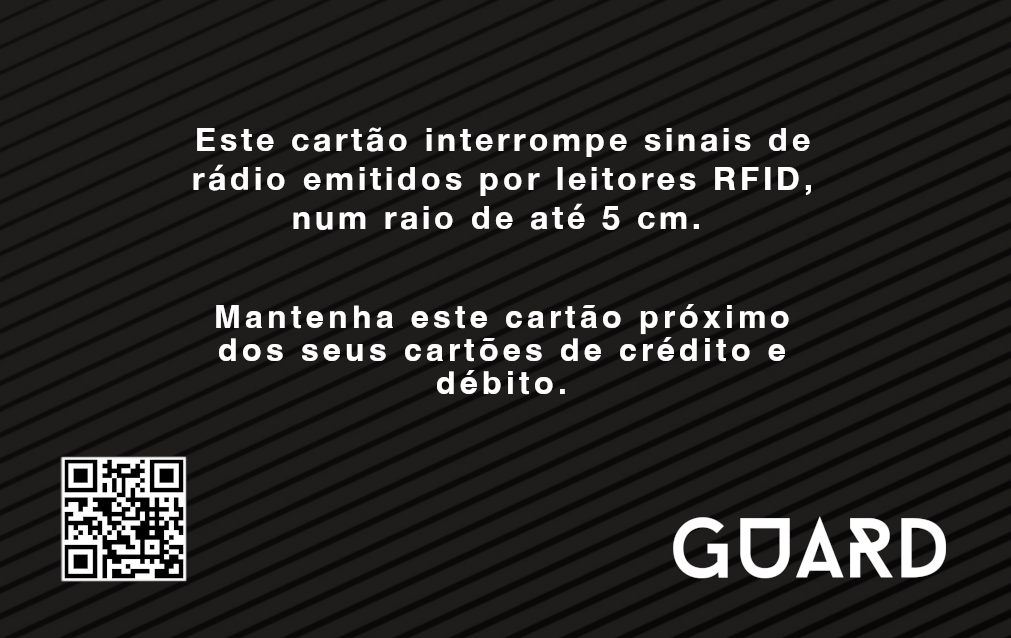 Este cartão interrompe sinais de
rádio emitidos por leitores RFID,
num raio de até 5 cm.
Mantenha este cartão próximo
dos seus cartões de crédito e
débito.
GUARD